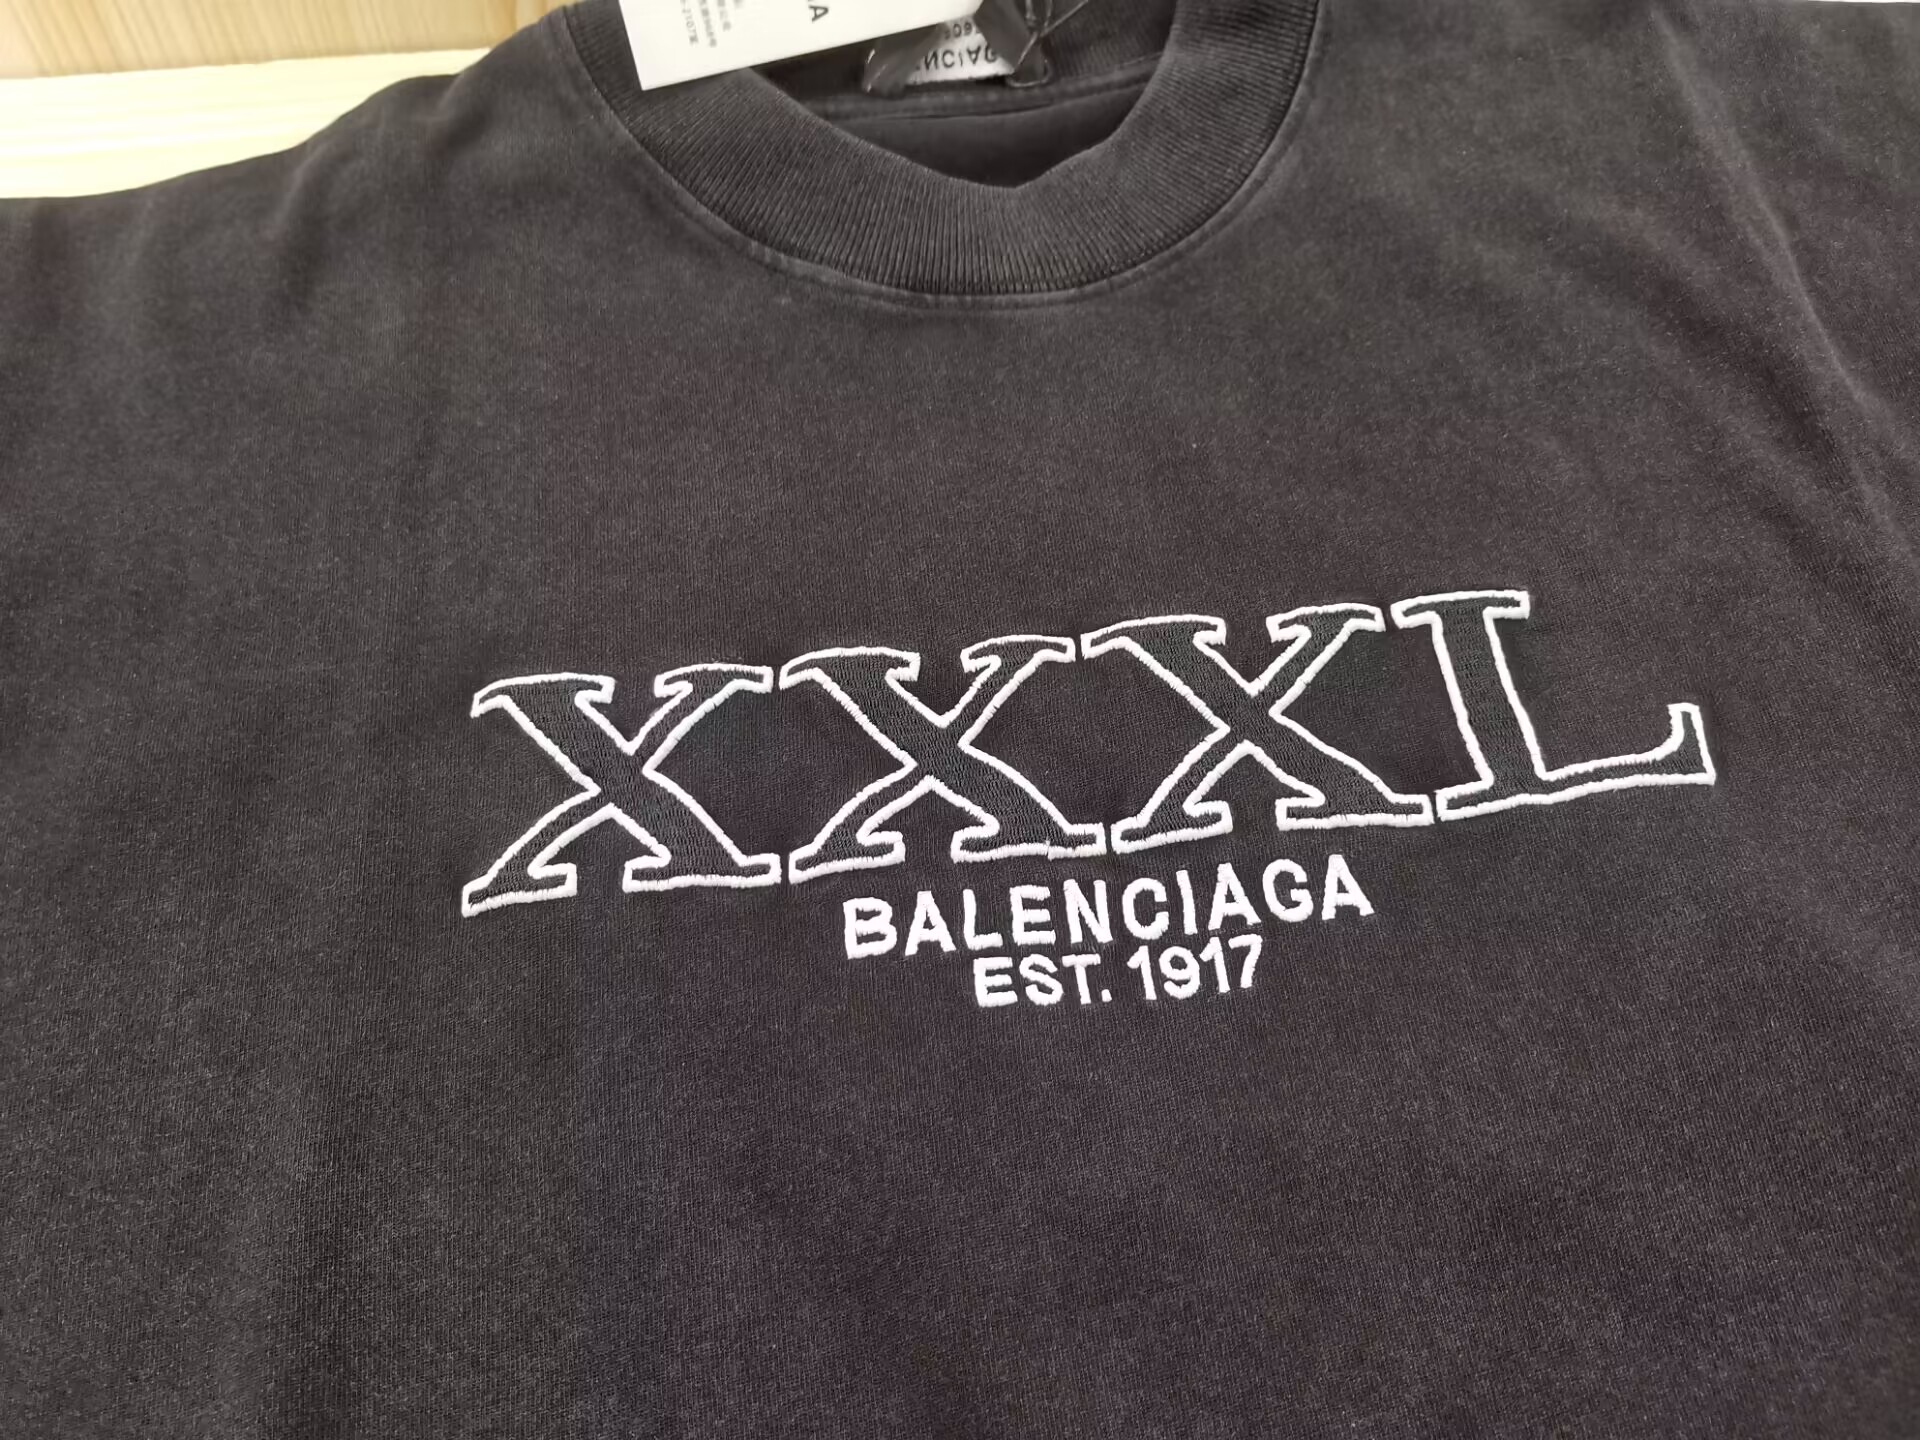 XXXL
BALENCIAGA
EST. 1917